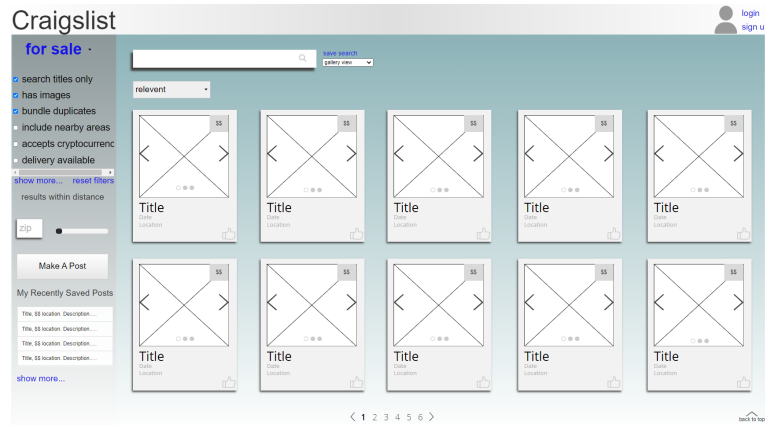 Craigslist
login
sign u
for sale
search titles only
has images
bundle duplicates
include nearby areas
accepts cryptocurrenc
delivery available
show more... reset filters
results within distance
zip
Make A Post
My Recently Saved Posts
Title, $$ location. Description.....
Title, $$ location. Description.....
Title, $$ location. Description.....
Title, $$ location. Description.....
show more...
save search
gallery view
relevent
$$ $$ $$ $$ $$
Title Title Title Title Title
Date Date Date Date Date
Location Location Location Location Location
$$ $$ $$ $$ $$
Title Title Title Title Title
Date Date Date Date Date
Location Location Location Location Location
1 2 3 4 5 6
back to top